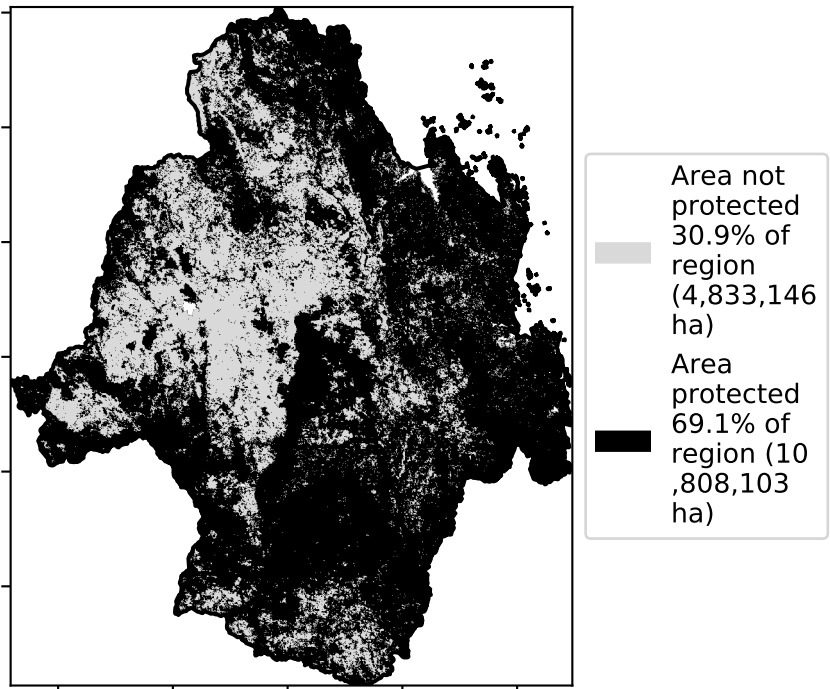 Area not
protected
30.9% of
region
(4,833,146
ha)
Area
protected
69.1% of
region (10
,808,103
ha)